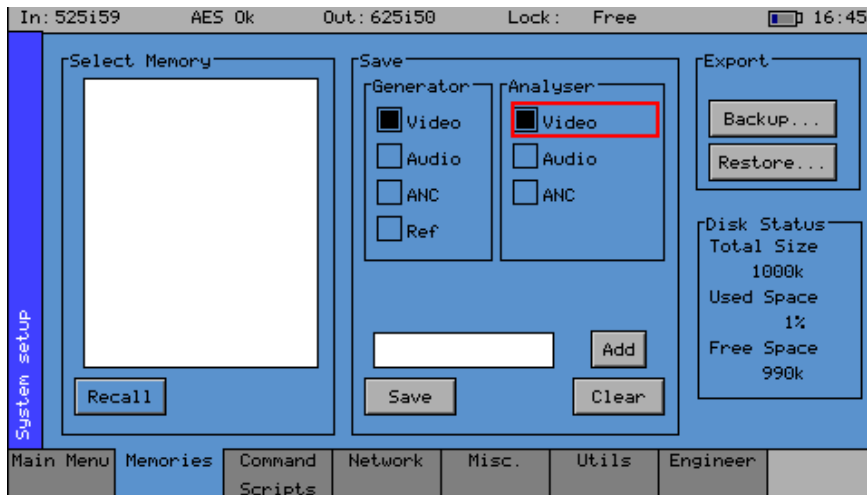 In:525i59 AES Ok Out:625i50 Lock: Free 16:45
System setup
Select Memory
Recall
Save
Generator
Video
Audio
ANC
Ref
Analyser
Video
Audio
ANC
Add
Save
Clear
Export
Backup...
Restore...
Disk Status
Total Size
1000k
Used Space
1%
Free Space
990k
Main Menu Memories Command Network Misc. Utils Engineer
Scripts